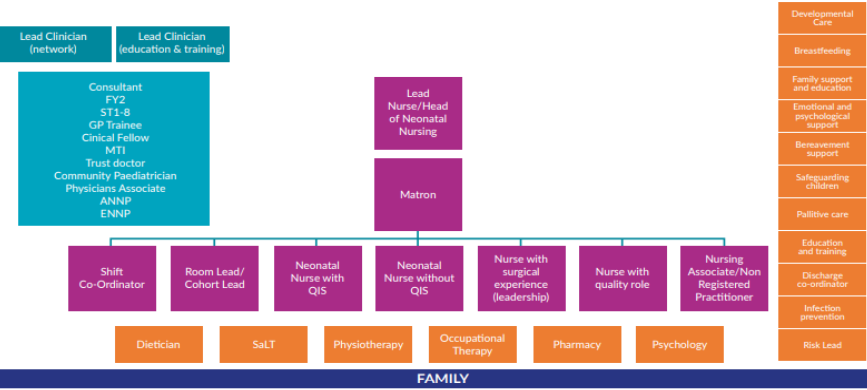 Lead Clinician
(network)
Lead Clinician
(education & training)
Consultant
FY2
ST1-8
GP Trainee
Cinical Fellow
MTI
Trust doctor
Community Paediatrician
Physicians Associate
ANNP
ENNP
Lead
Nurse/Head
of Neonatal
Nursing
Matron
Shift
Co-Ordinator
Room Lead/
Cohort Lead
Neonatal
Nurse with
QIS
Neonatal
Nurse without
QIS
Nurse with
surgical
experience
(leadership)
Nurse with
quality role
Nursing
Associate/Non
Registered
Practitioner
Dietician
SaLT
Physiotherapy
Occupational
Therapy
Pharmacy
Psychology
Developmental
Care
Breastfeeding
Family support
and education
Emotional and
psychological
support
Bereavement
support
Safeguarding
children
Pallitive care
Education
and training
Discharge
co-ordinator
Infection
prevention
Risk Lead
FAMILY